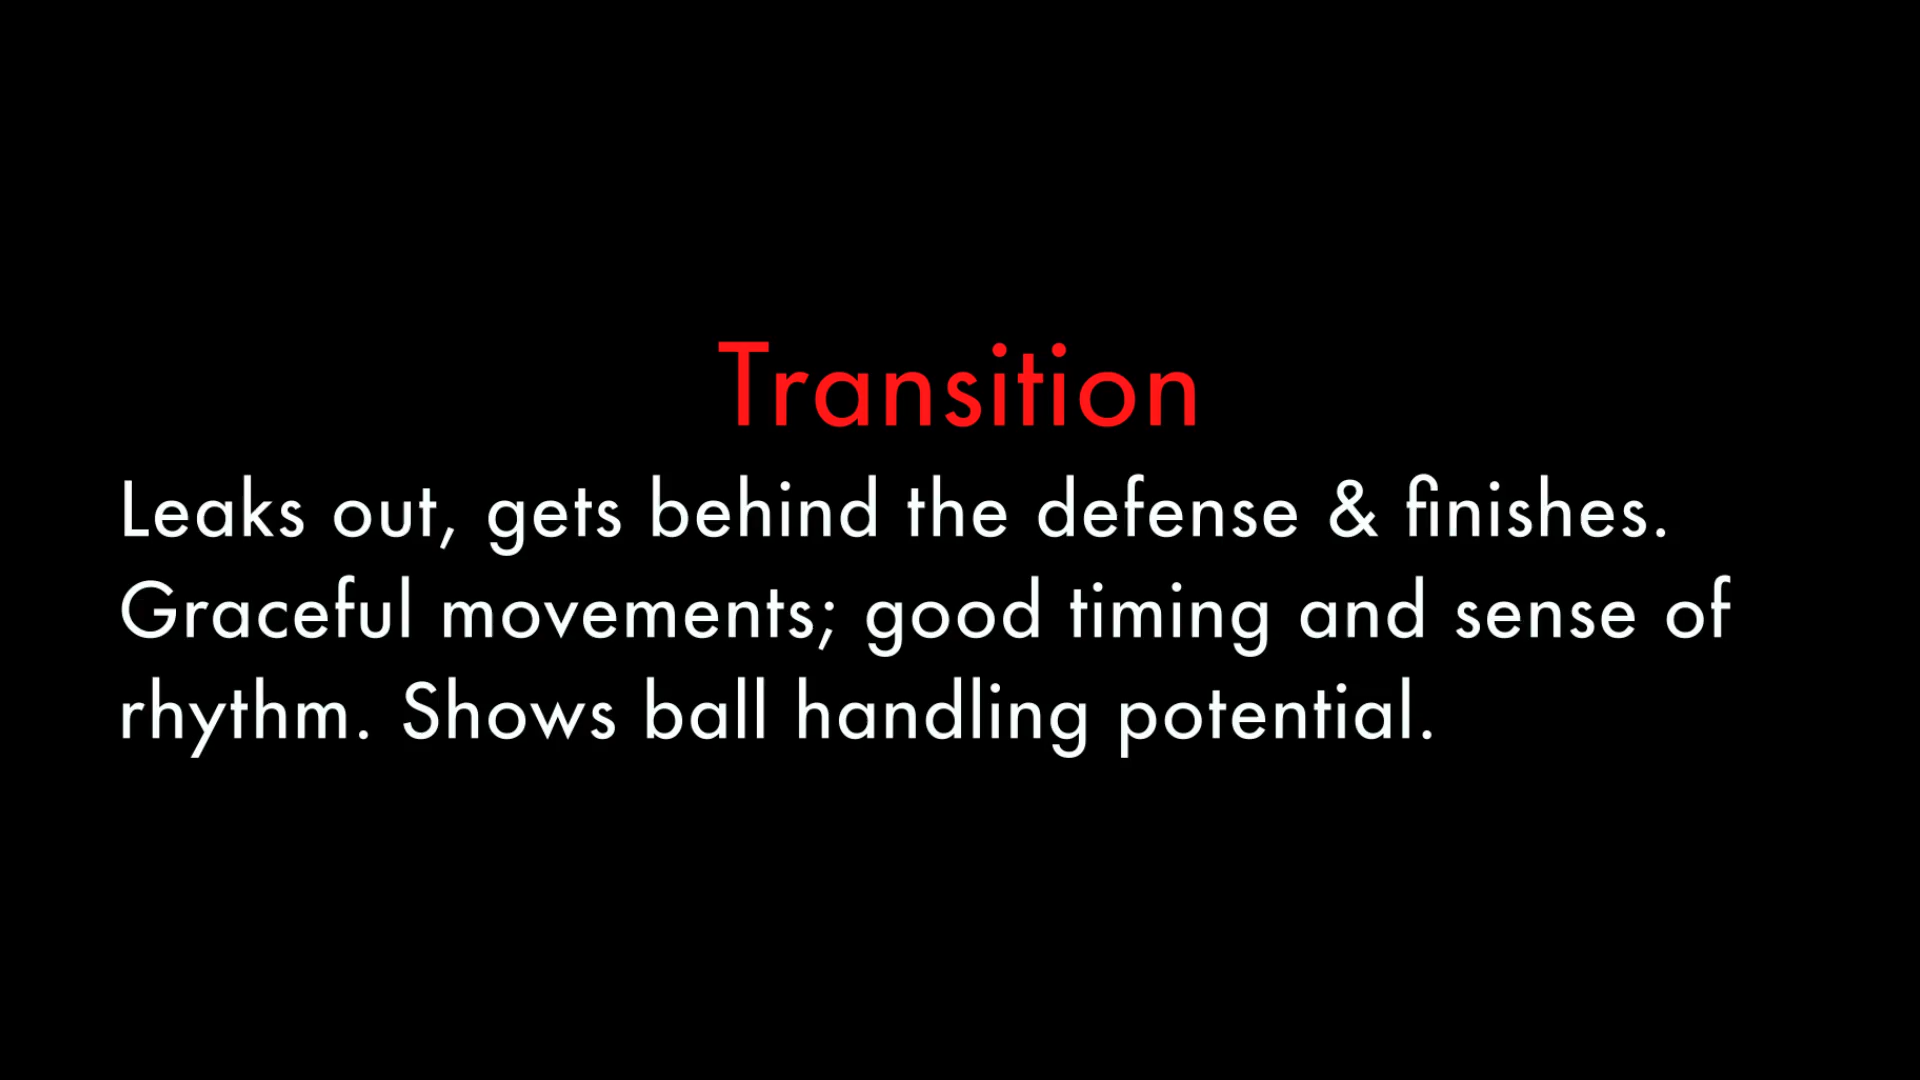 Transition
Leaks out, gets behind the defense & finishes.
Graceful movements; good timing and sense of
rhythm. Shows ball handling potential.